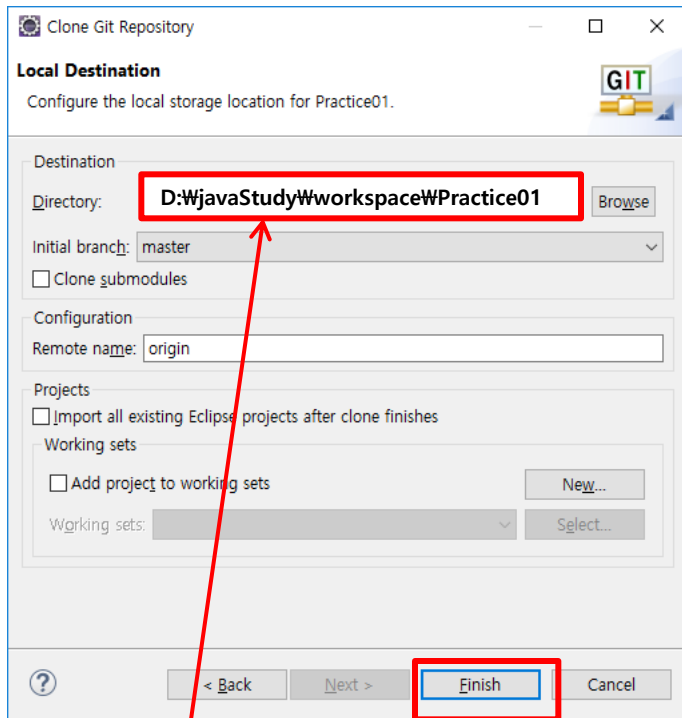 Clone Git Repository
Local Destination
GIT
Configure the local storage location for Practice01.
Destination
Directory: D:₩javaStudy₩workspace₩Practice01 Browse
Initial branch: master
Clone submodules
Configuration
Remote name: origin
Projects
Import all existing Eclipse projects after clone finishes
Working sets
Add project to working sets New...
Working sets: Select...
? < Back Next > Finish Cancel